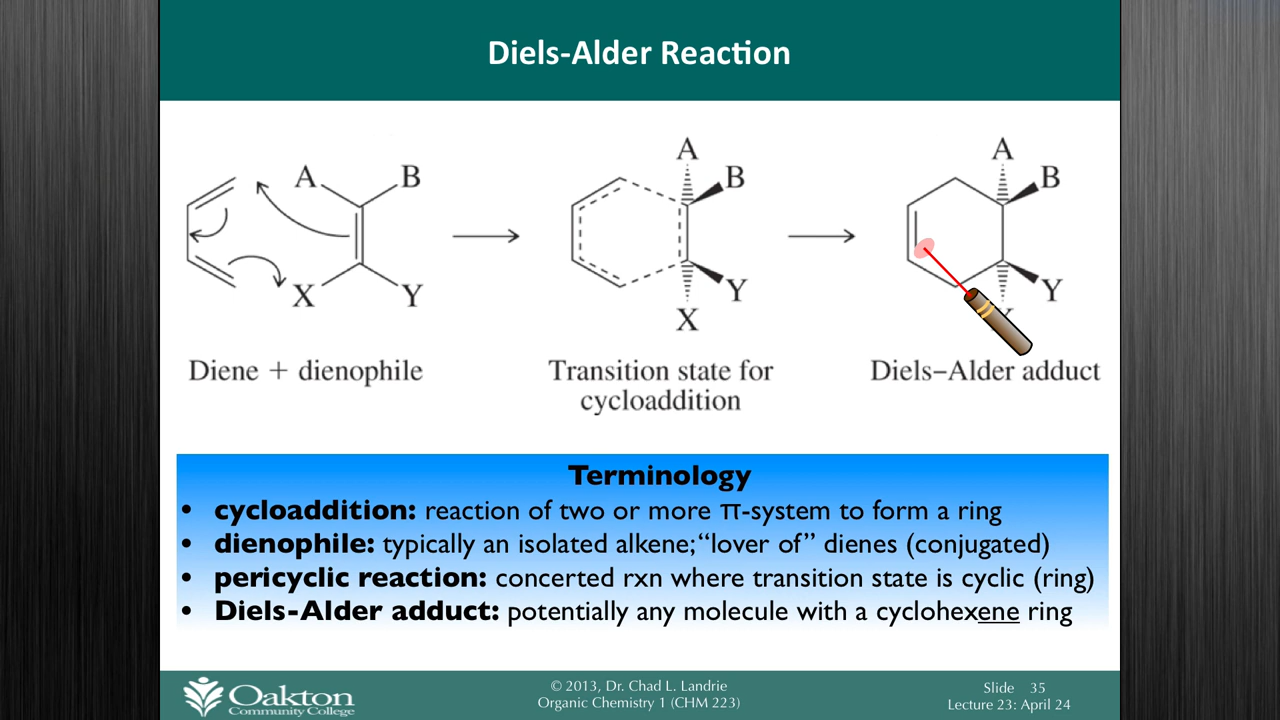 Diels-Alder Reaction
A B
X Y
A
B
Y
X
A
B
Y
Diene + dienophile
Transition state for
cycloaddition
Diels–Alder adduct
Terminology
• cycloaddition: reaction of two or more π-system to form a ring
• dienophile: typically an isolated alkene; “lover of” dienes (conjugated)
• pericyclic reaction: concerted rxn where transition state is cyclic (ring)
• Diels-Alder adduct: potentially any molecule with a cyclohexene ring
Oakton
Community College
© 2013, Dr. Chad L. Landrie
Organic Chemistry 1 (CHM 223)
Slide 35
Lecture 23: April 24